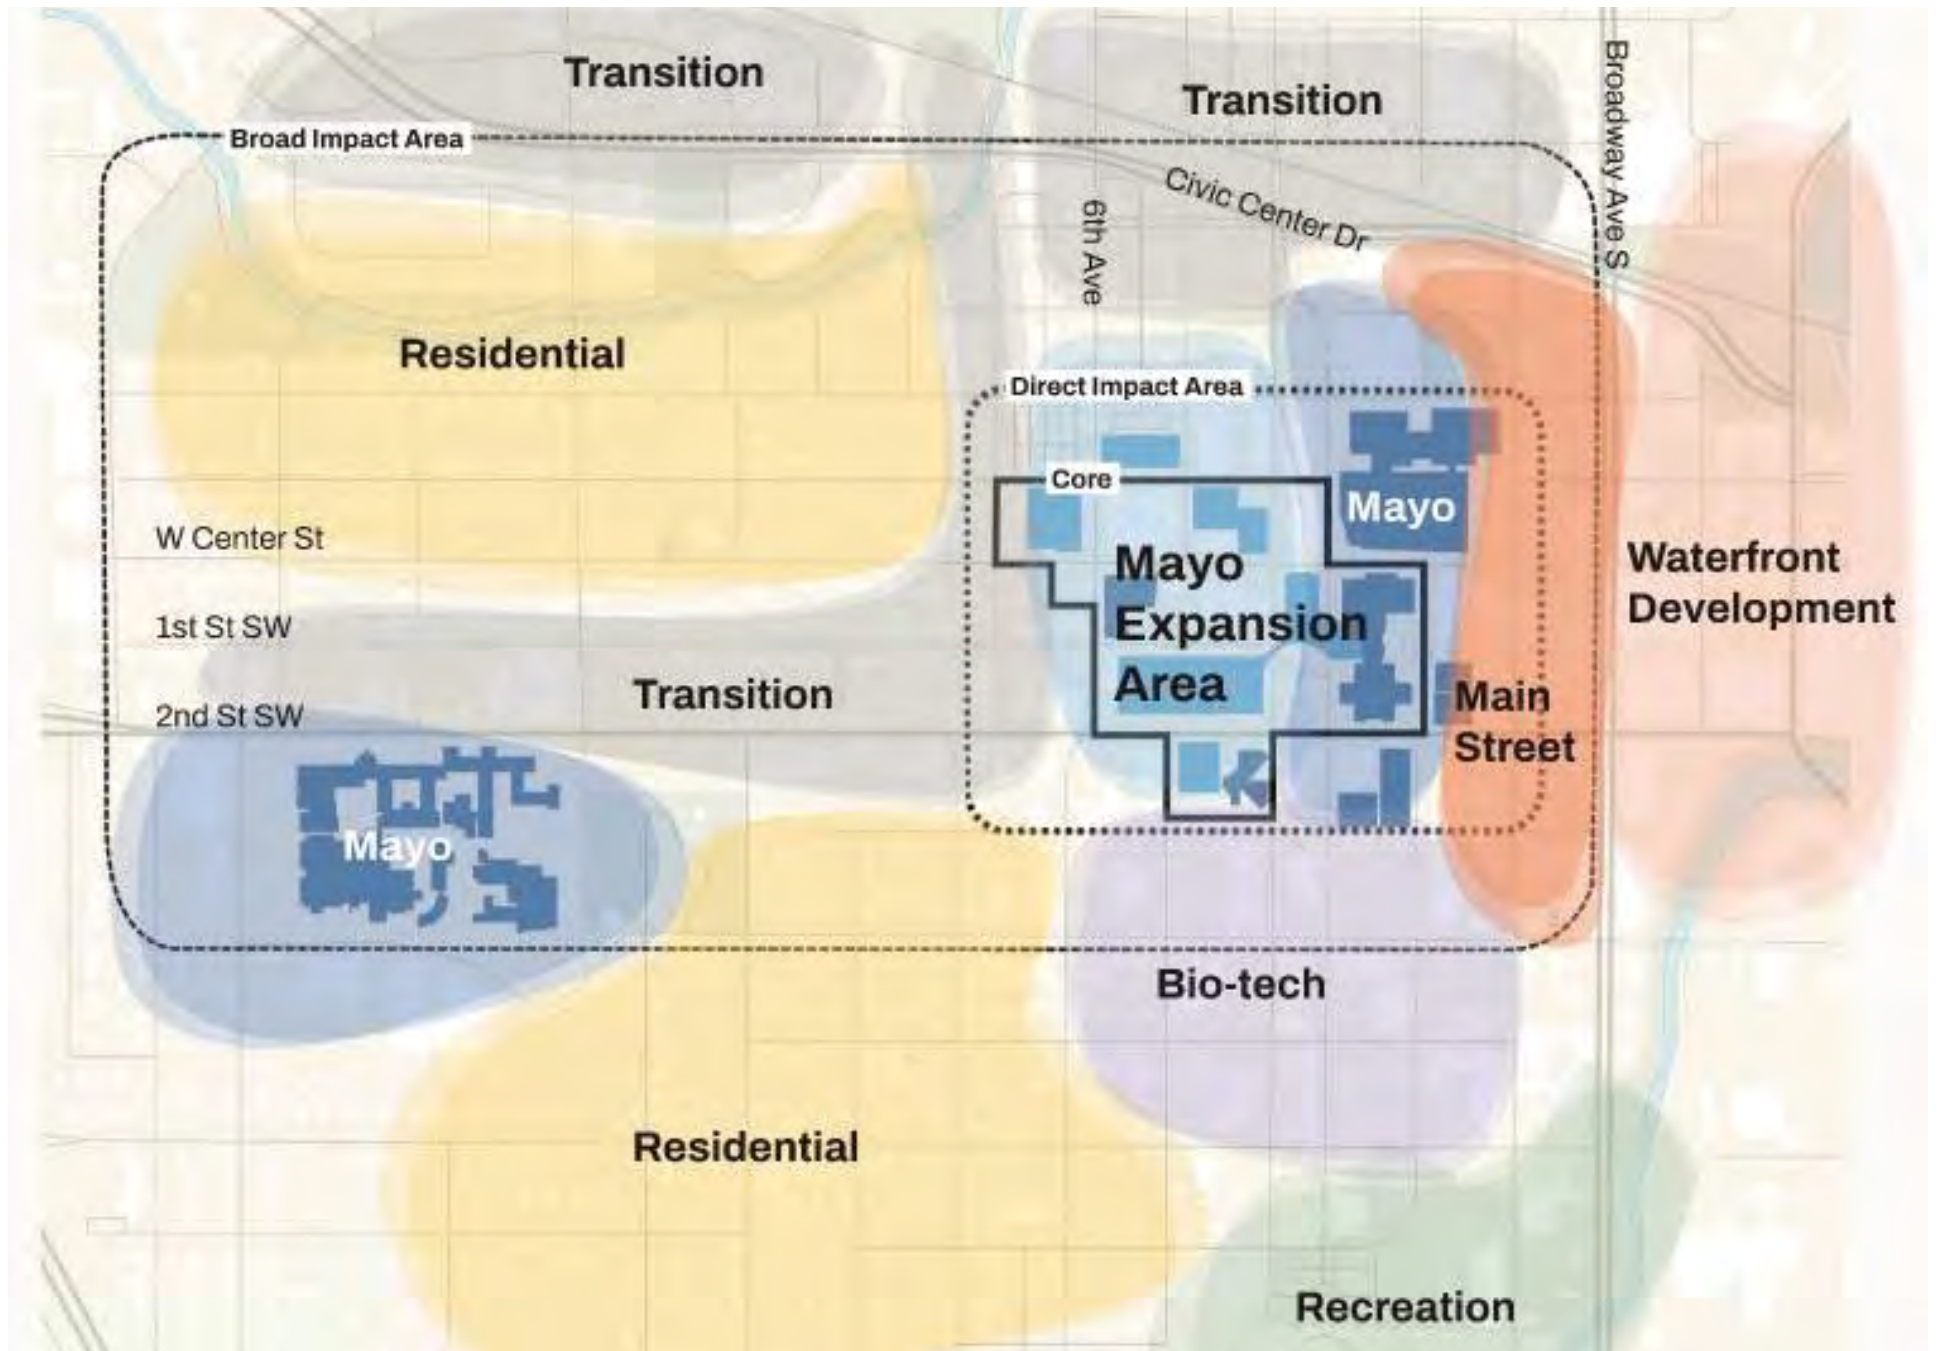 Transition
Transition
Broadway Ave S
Broad Impact Area
Civic Center Dr
6th Ave
Residential
Direct Impact Area
Core
Mayo
W Center St
Mayo
Expansion
Area
Waterfront
Development
1st St SW
Transition
Main
Street
2nd St SW
Mayo
Bio-tech
Residential
Recreation